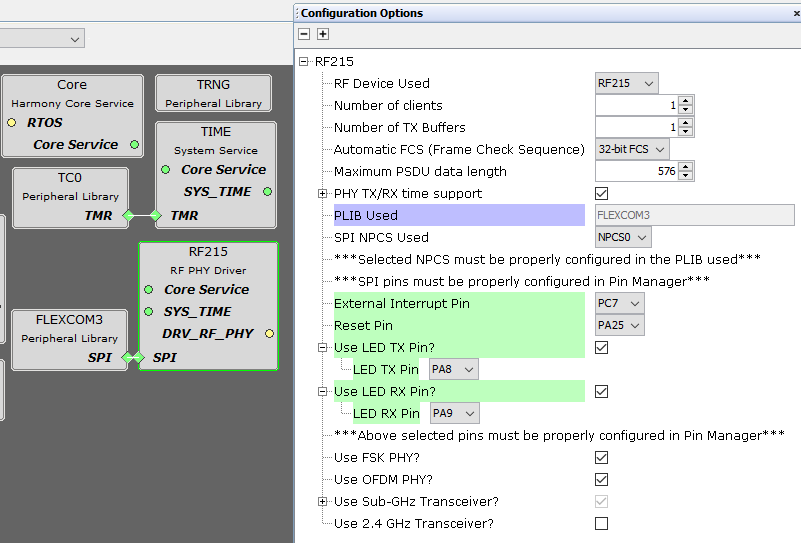 Core
Harmony Core Service
RTOS
Core Service
TRNG
Peripheral Library
TIME
System Service
Core Service
SYS_TIME
TMR
TC0
Peripheral Library
TMR
RF215
RF PHY Driver
Core Service
SYS_TIME
DRV_RF_PHY
SPI
FLEXCOM3
Peripheral Library
SPI
Configuration Options
RF215
RF Device Used RF215
Number of clients 1
Number of TX Buffers 1
Automatic FCS (Frame Check Sequence) 32-bit FCS
Maximum PSDU data length 576
PHY TX/RX time support
PLIB Used FLEXCOM3
SPI NPCS Used NPCS0
***Selected NPCS must be properly configured in the PLIB used***
***SPI pins must be properly configured in Pin Manager***
External Interrupt Pin PC7
Reset Pin PA25
Use LED TX Pin?
LED TX Pin PA8
Use LED RX Pin?
LED RX Pin PA9
***Above selected pins must be properly configured in Pin Manager***
Use FSK PHY?
Use OFDM PHY?
Use Sub-GHz Transceiver?
Use 2.4 GHz Transceiver?